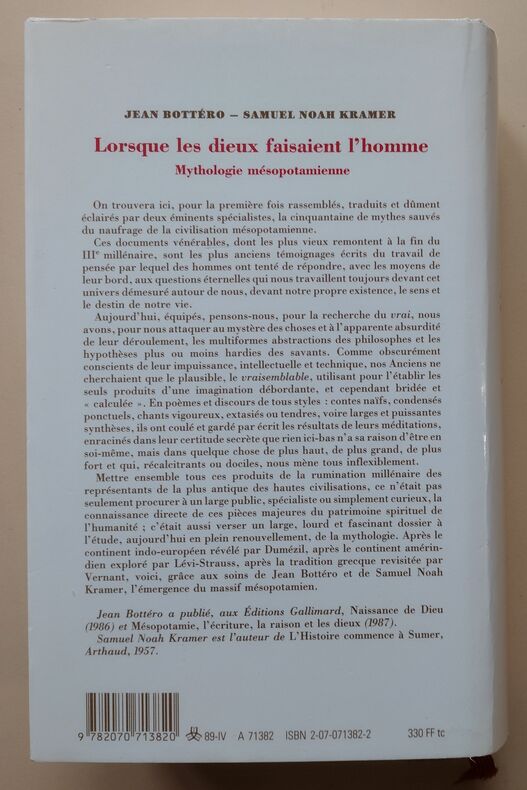 JEAN BOTTÉRO – SAMUEL NOAH KRAMER
Lorsque les dieux faisaient l'homme
Mythologie mésopotamienne
On trouvera ici, pour la première fois rassemblés, traduits et dûment
éclairés par deux éminents spécialistes, la cinquantaine de mythes sauvés
du naufrage de la civilisation mésopotamienne.
Ces documents vénérables, dont les plus vieux remontent à la fin du
IIIe millénaire, sont les plus anciens témoignages écrits du travail de
pensée par lequel des hommes ont tenté de répondre, avec les moyens de
leur bord, aux questions éternelles qui nous travaillent toujours devant cet
univers démesuré autour de nous, devant notre propre existence, le sens et
le destin de notre vie.
Aujourd'hui, équipés, pensons-nous, pour la recherche du vrai, nous
avons, pour nous attaquer au mystère des choses et à l'apparente absurdité
de leur déroulement, les multiformes abstractions des philosophes et les
hypothèses plus ou moins hardies des savants. Comme obscurément
conscients de leur impuissance, intellectuelle et technique, nos Anciens ne
cherchaient que le plausible, le vraisemblable, utilisant pour l'établir les
seuls produits d'une imagination débordante, et cependant bridée et
« calculée ». En poèmes et discours de tous styles : contes naïfs, condensés
ponctuels, chants vigoureux, extasiés ou tendres, voire larges et puissantes
synthèses, ils ont coulé et gardé par écrit les résultats de leurs méditations,
enracinés dans leur certitude secrète que rien ici-bas n'a sa raison d'être en
soi-même, mais dans quelque chose de plus haut, de plus grand, de plus
fort et qui, récalcitrants ou dociles, nous mène tous inflexiblement.
Mettre ensemble tous ces produits de la rumination millénaire des
représentants de la plus antique des hautes civilisations, ce n'était pas
seulement procurer à un large public, spécialiste ou simplement curieux, la
connaissance directe de ces pièces majeures du patrimoine spirituel de
l'humanité ; c'était aussi verser un large, lourd et fascinant dossier à
l'étude, aujourd'hui en plein renouvellement, de la mythologie. Après le
continent indo-européen révélé par Dumézil, après le continent amérin-
dien exploré par Lévi-Strauss, après la tradition grecque revisitée par
Vernant, voici, grâce aux soins de Jean Bottéro et de Samuel Noah
Kramer, l'émergence du massif mésopotamien.
Jean Bottéro a publié, aux Éditions Gallimard, Naissance de Dieu
(1986) et Mésopotamie, l'écriture, la raison et les dieux (1987).
Samuel Noah Kramer est l'auteur de L'Histoire commence à Sumer,
Arthaud, 1957.
9 782070 713820 89-IV A 71382 ISBN 2-07-071382-2 330 FF tc